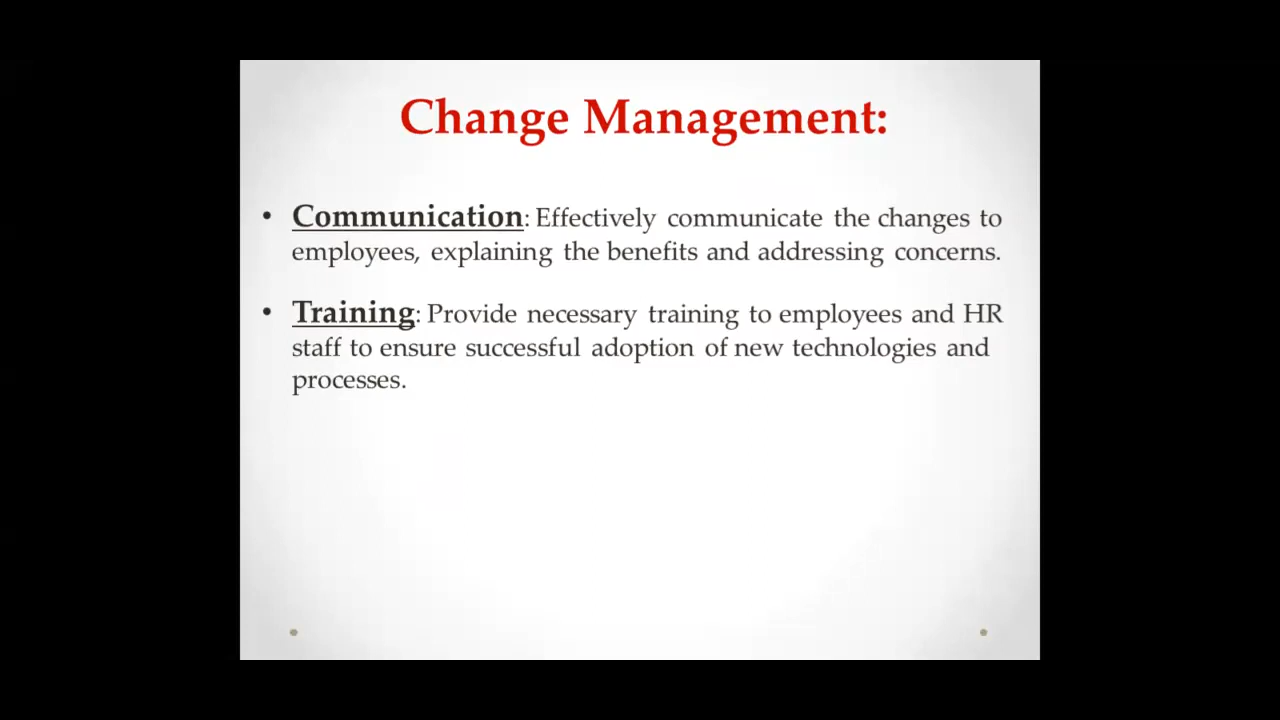 Change Management:
• Communication: Effectively communicate the changes to
employees, explaining the benefits and addressing concerns.
• Training: Provide necessary training to employees and HR
staff to ensure successful adoption of new technologies and
processes.